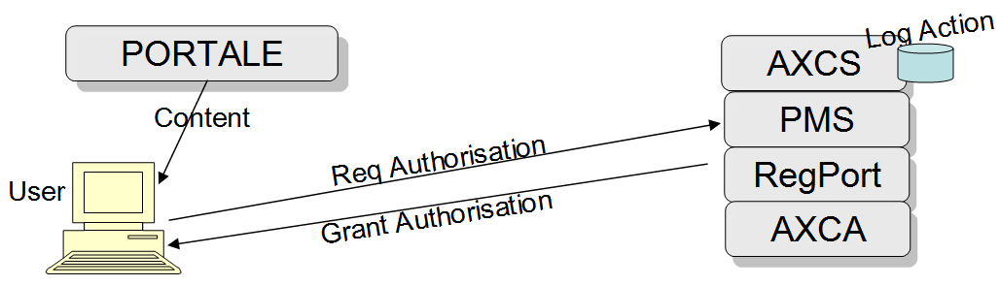 PORTALE
Log Action
AXCS
Content
PMS
Req Authorisation
RegPort
User
Grant Authorisation
AXCA